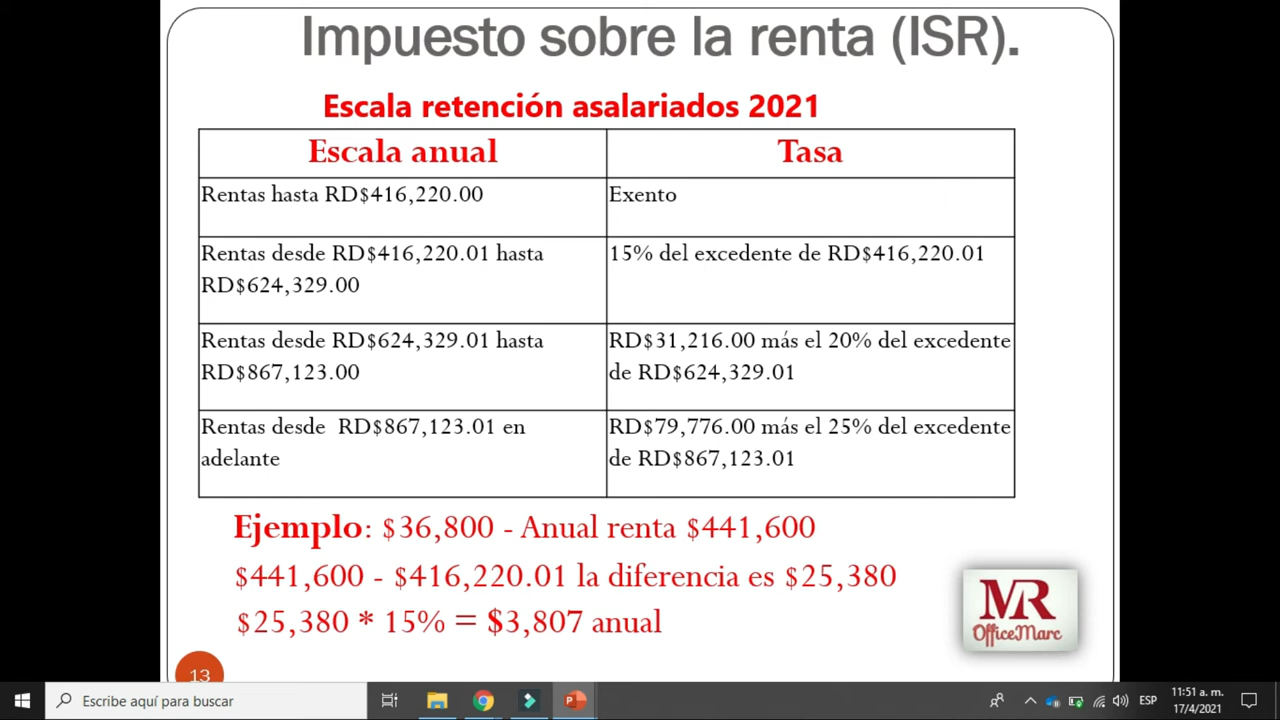 Impuesto sobre la renta (ISR).
Escala retención asalariados 2021
Escala anual
Tasa
Rentas hasta RD$416,220.00
Exento
Rentas desde RD$416,220.01 hasta
RD$624,329.00
15% del excedente de RD$416,220.01
Rentas desde RD$624,329.01 hasta
RD$867,123.00
RD$31,216.00 más el 20% del excedente
de RD$624,329.01
Rentas desde RD$867,123.01 en
adelante
RD$79,776.00 más el 25% del excedente
de RD$867,123.01
Ejemplo: $36,800 - Anual renta $441,600
$441,600 - $416,220.01 la diferencia es $25,380
$25,380 * 15% = $3,807 anual
MR
OfficeMarc
13
Escribe aquí para buscar
ESP
11:51 a. m.
17/4/2021